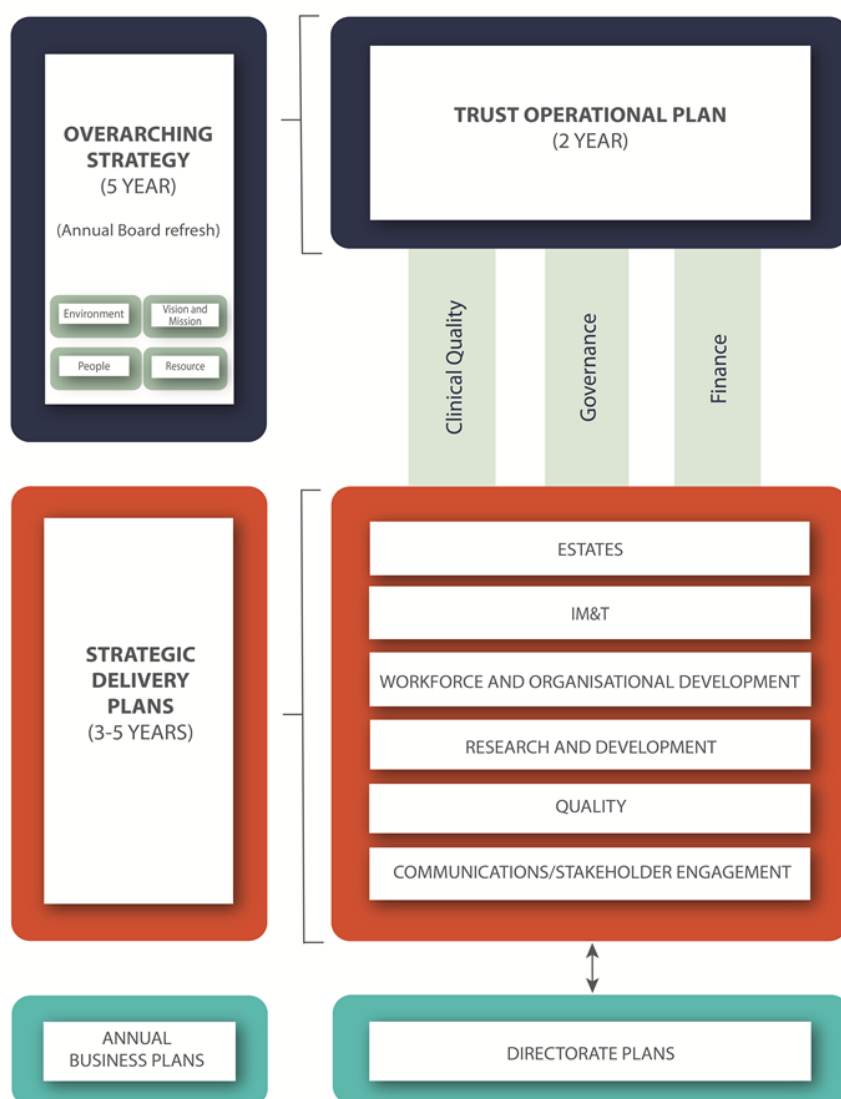 OVERARCHING
STRATEGY
(5 YEAR)
(Annual Board refresh)
Environment
Vision and
Mission
People
Resource
TRUST OPERATIONAL PLAN
(2 YEAR)
Clinical Quality
Governance
Finance
STRATEGIC
DELIVERY
PLANS
(3-5 YEARS)
ESTATES
IM&T
WORKFORCE AND ORGANISATIONAL DEVELOPMENT
RESEARCH AND DEVELOPMENT
QUALITY
COMMUNICATIONS/STAKEHOLDER ENGAGEMENT
ANNUAL
BUSINESS PLANS
DIRECTORATE PLANS